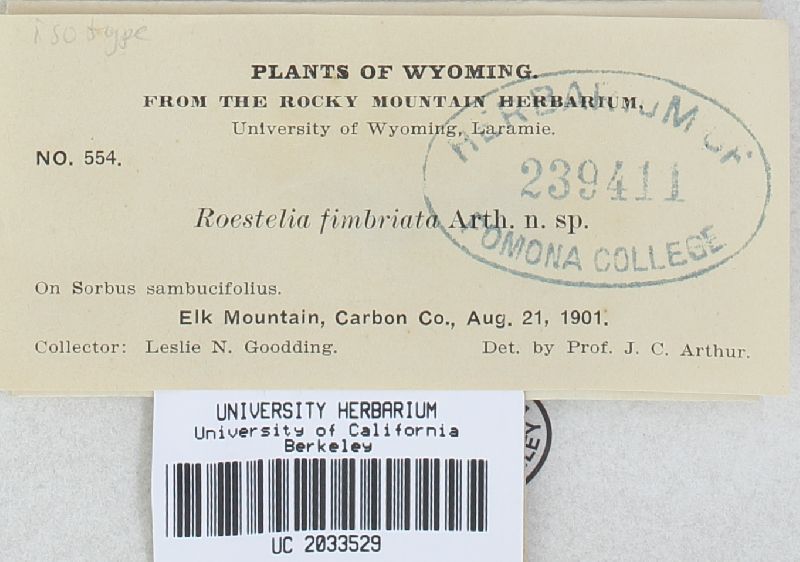 isotype
PLANTS OF WYOMING.
FROM THE ROCKY MOUNTAIN HERBARIUM,
University of Wyoming, Laramie.
NO. 554.
HERBARIUM OF
239411
POMONA COLLEGE
Roestelia fimbriata Arth. n. sp.
On Sorbus sambucifolius.
Elk Mountain, Carbon Co., Aug. 21, 1901.
Collector: Leslie N. Goodding. Det. by Prof. J. C. Arthur.
UNIVERSITY HERBARIUM
University of California
Berkeley
UC 2033529